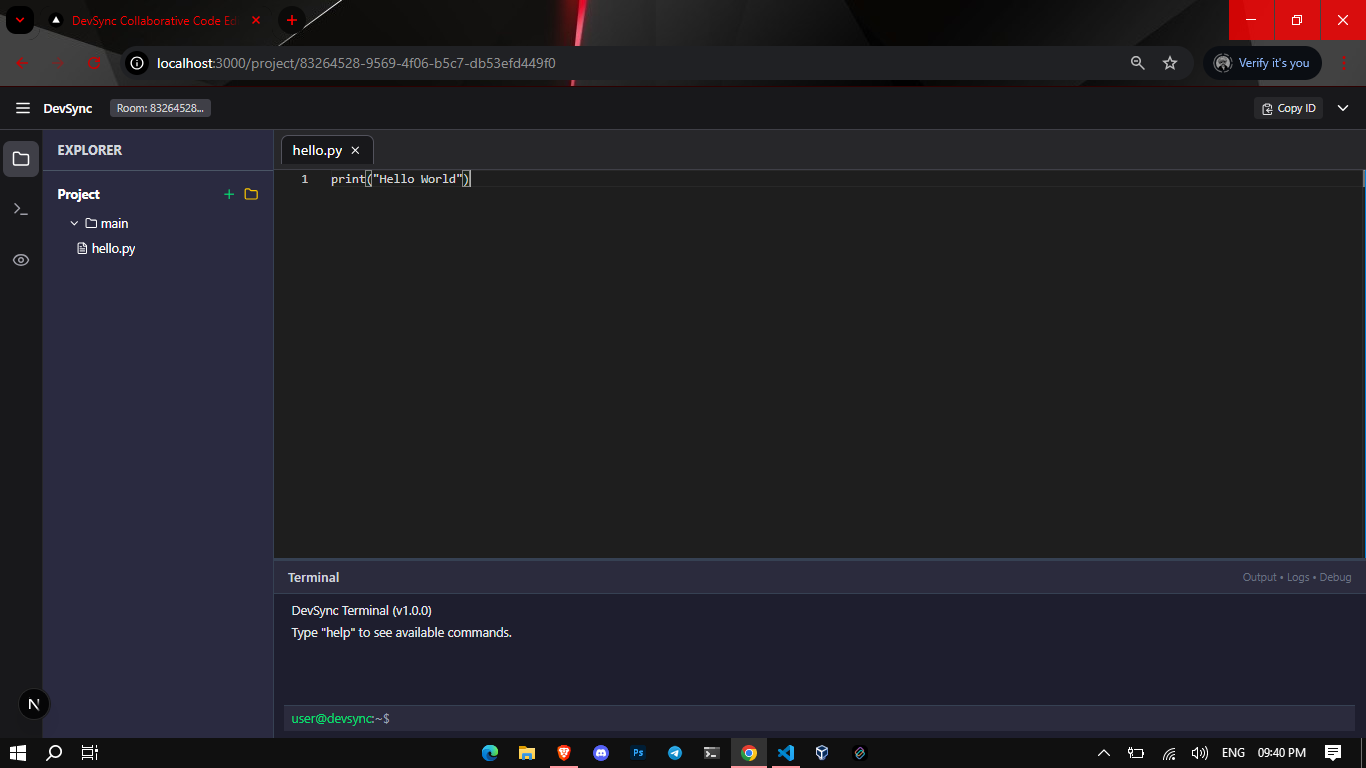 DevSync Collaborative Code Ed
localhost:3000/project/83264528-9569-4f06-b5c7-db53efd449f0
Verify it's you
DevSync
Room: 83264528...
Copy ID
EXPLORER
hello.py
Project
1 print("Hello World")
main
hello.py
Terminal
Output • Logs • Debug
DevSync Terminal (v1.0.0)
Type "help" to see available commands.
N
user@devsync:~$
Ps
ENG
09:40 PM